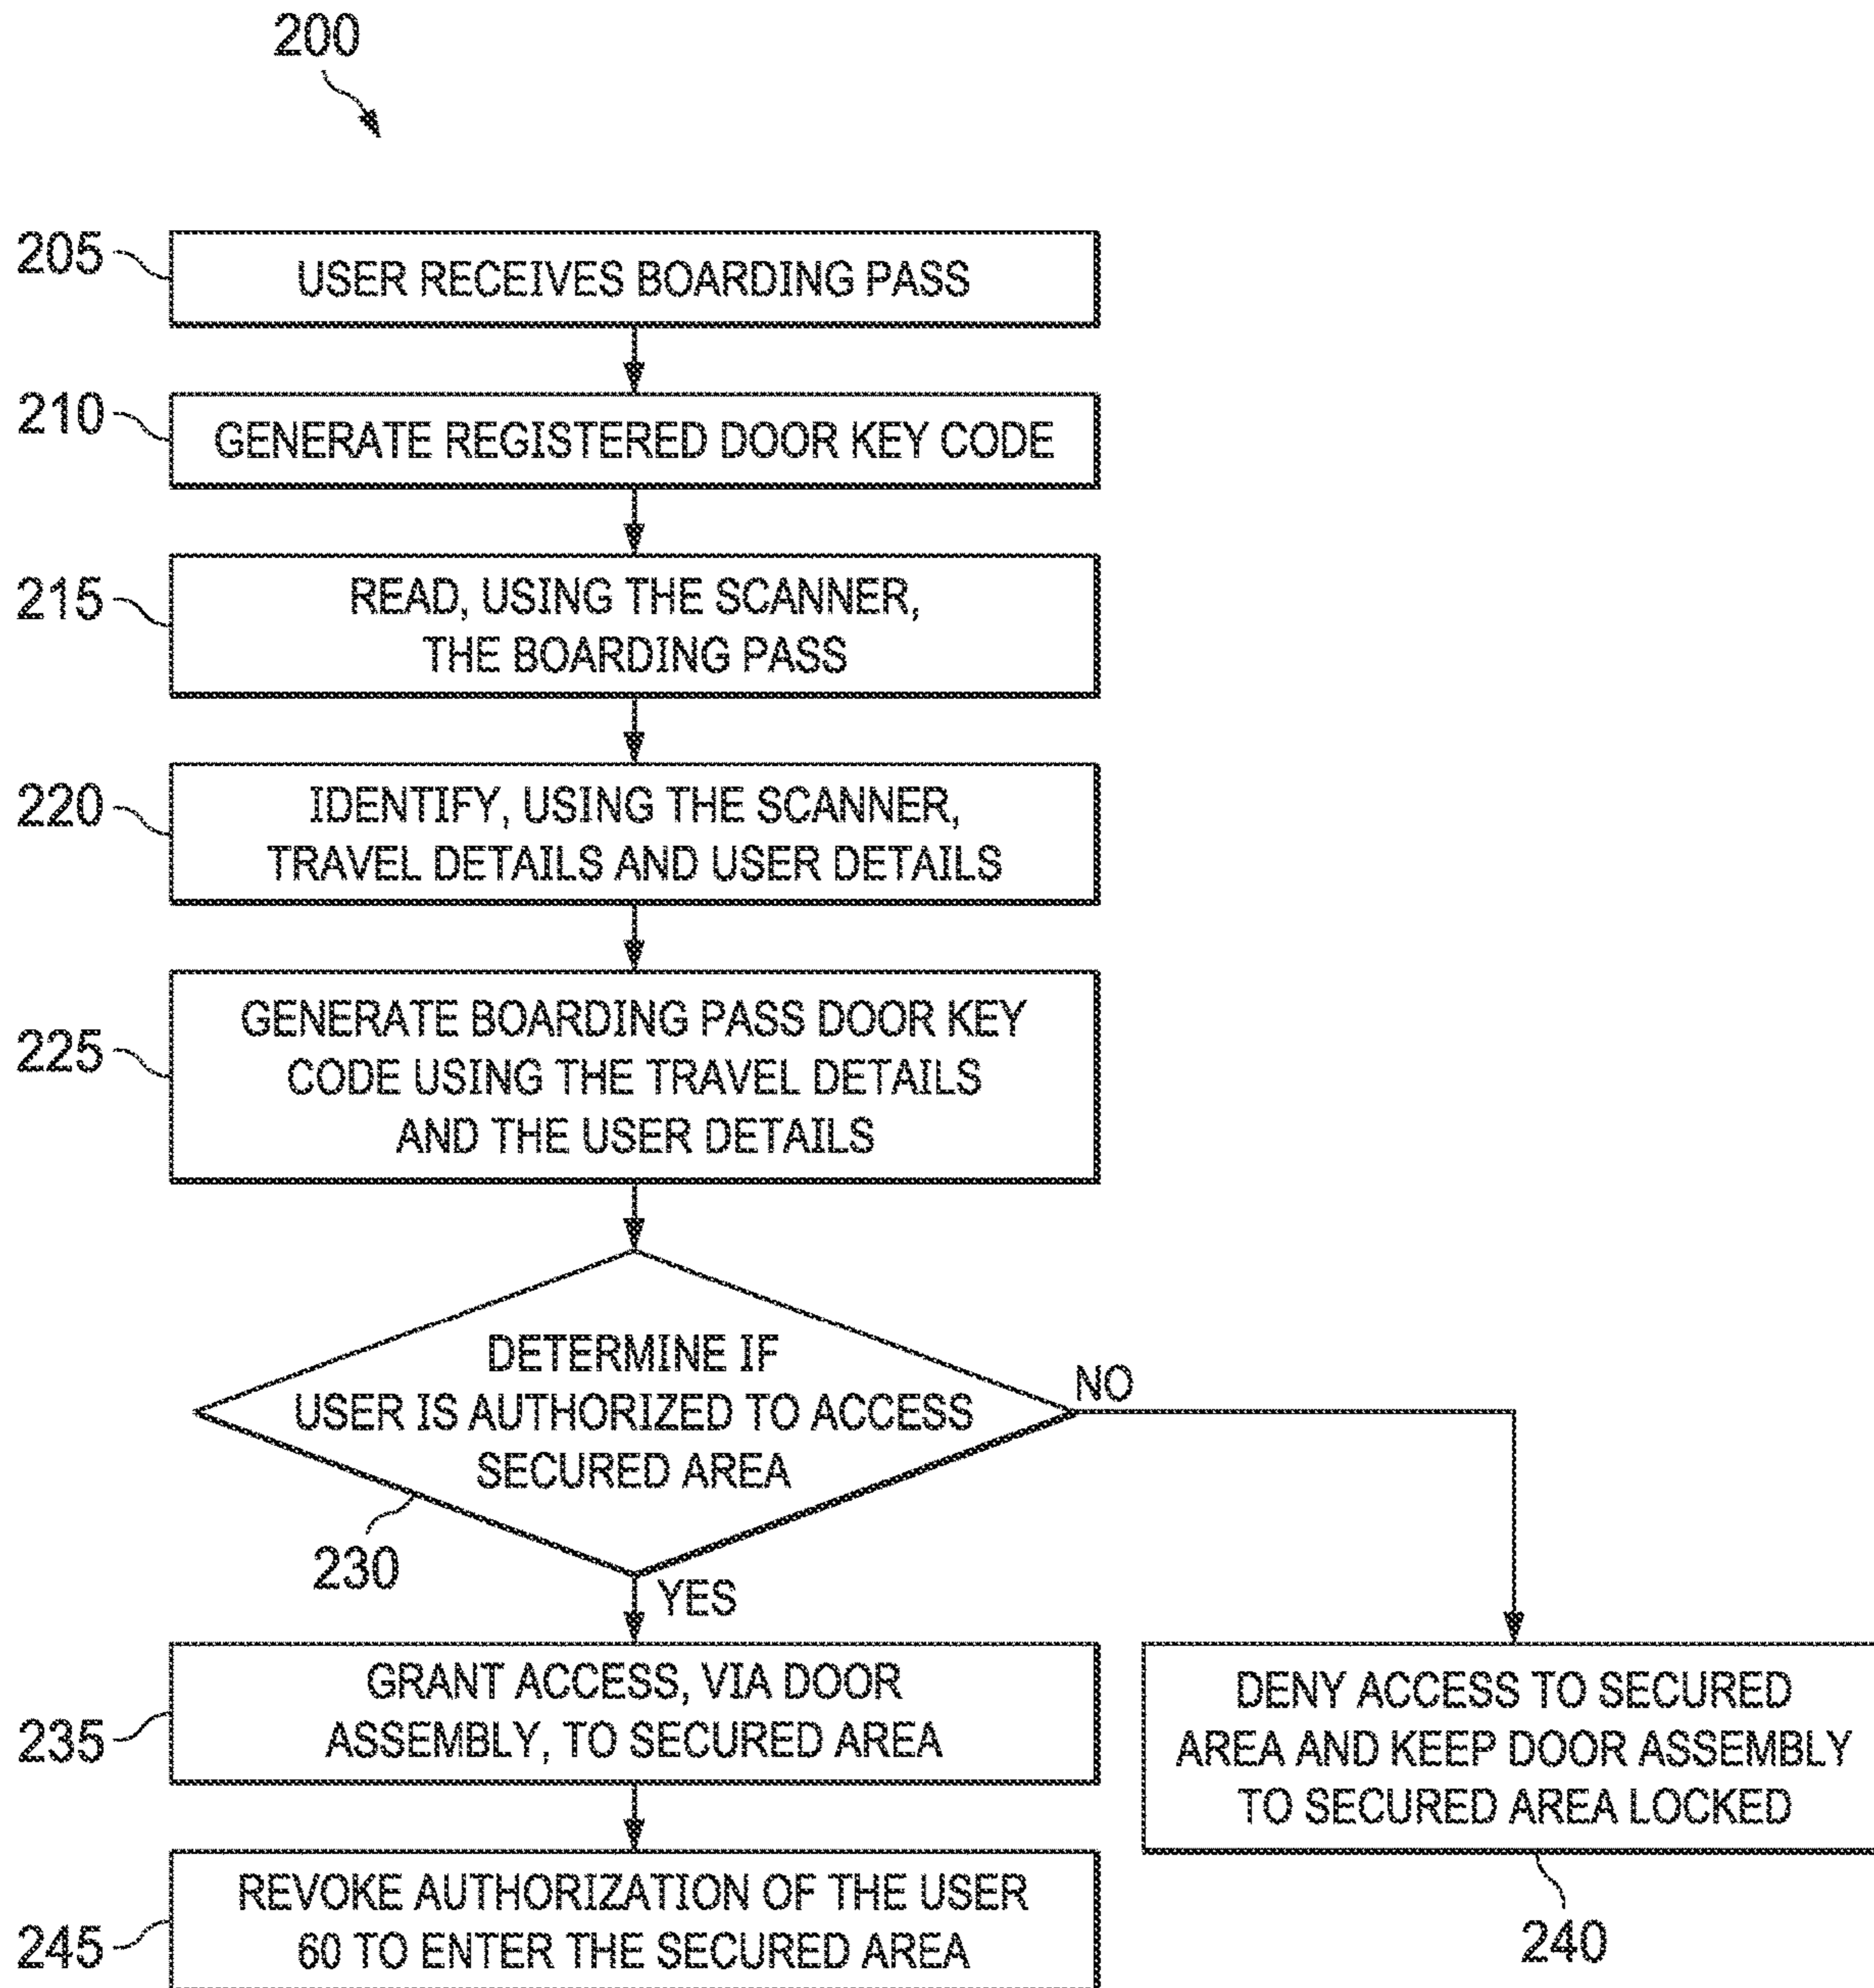 200
205
USER RECEIVES BOARDING PASS
210
GENERATE REGISTERED DOOR KEY CODE
215
READ, USING THE SCANNER,
THE BOARDING PASS
220
IDENTIFY, USING THE SCANNER,
TRAVEL DETAILS AND USER DETAILS
225
GENERATE BOARDING PASS DOOR KEY
CODE USING THE TRAVEL DETAILS
AND THE USER DETAILS
DETERMINE IF
USER IS AUTHORIZED TO ACCESS
SECURED AREA
NO
230
YES
235
GRANT ACCESS, VIA DOOR
ASSEMBLY, TO SECURED AREA
DENY ACCESS TO SECURED
AREA AND KEEP DOOR ASSEMBLY
TO SECURED AREA LOCKED
240
245
REVOKE AUTHORIZATION OF THE USER
60 TO ENTER THE SECURED AREA